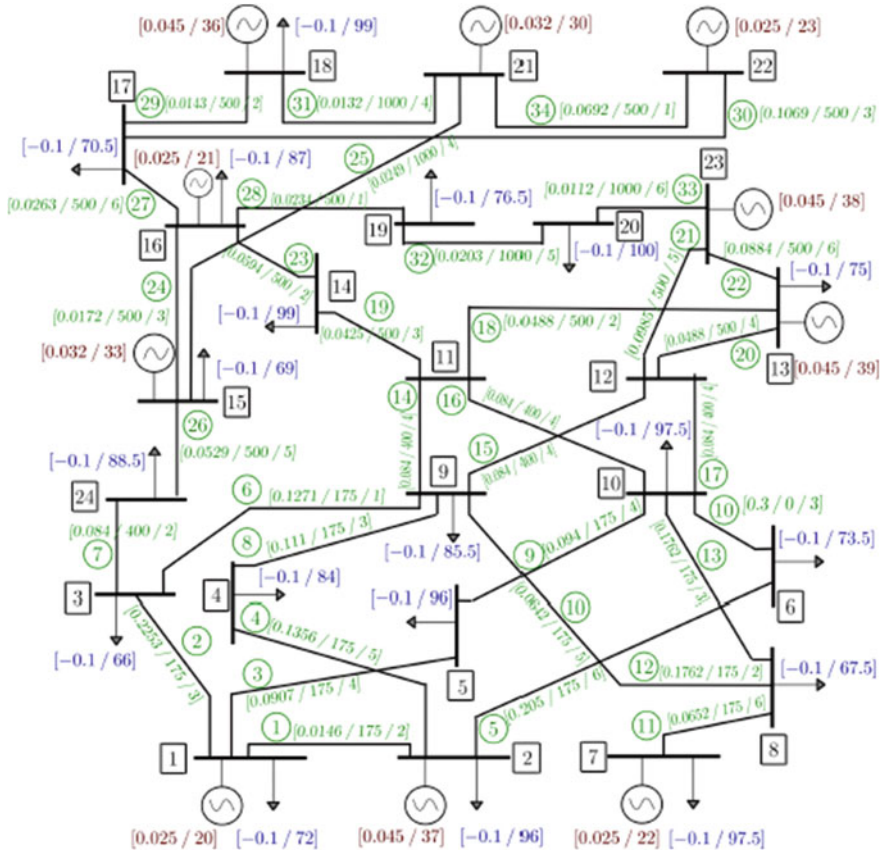 [0.045 / 36]
[−0.1 / 99]
[0.032 / 30]
[0.025 / 23]
17
18
21
22
29
[0.0143 / 500 / 2]
31
[0.0132 / 1000 / 4]
34
[0.0692 / 500 / 1]
30
[0.1069 / 500 / 3]
[−0.1 / 70.5]
[0.025 / 21]
[−0.1 / 87]
25
[0.0249 / 1000 / 4]
23
[0.0112 / 1000 / 6]
33
[0.0263 / 500 / 6]
27
28
[0.0234 / 500 / 1]
[−0.1 / 76.5]
[0.045 / 38]
16
19
20
[−0.1 / 100]
21
[0.0884 / 500 / 6]
24
[0.0594 / 500 / 2]
23
14
32
[0.0203 / 1000 / 5]
22
[−0.1 / 75]
[0.0172 / 500 / 3]
[−0.1 / 99]
19
[0.0425 / 500 / 3]
18
[0.0488 / 500 / 2]
[0.0985 / 500 / 5]
[0.0488 / 500 / 4]
20
[0.032 / 33]
11
12
13
[0.045 / 39]
[−0.1 / 69]
15
14
16
[0.084 / 400 / 4]
26
[0.0529 / 500 / 5]
[−0.1 / 97.5]
[0.084 / 400 / 4]
[−0.1 / 88.5]
[0.084 / 400 / 4]
15
[0.084 / 400 / 4]
24
6
[0.1271 / 175 / 1]
9
10
17
10
[0.3 / 0 / 3]
[0.084 / 400 / 2]
7
8
[0.111 / 175 / 3]
[−0.1 / 85.5]
9
[0.094 / 175 / 4]
[0.1762 / 175 / 3]
13
[−0.1 / 73.5]
3
4
[−0.1 / 84]
[−0.1 / 96]
10
[0.0642 / 175 / 5]
6
2
[0.2253 / 175 / 3]
4
[0.1356 / 175 / 5]
[−0.1 / 66]
3
[0.0907 / 175 / 4]
5
[0.205 / 175 / 6]
12
[0.1762 / 175 / 2]
[−0.1 / 67.5]
1
1
[0.0146 / 175 / 2]
2
5
7
11
[0.0652 / 175 / 6]
8
[0.025 / 20]
[−0.1 / 72]
[0.045 / 37]
[−0.1 / 96]
[0.025 / 22]
[−0.1 / 97.5]